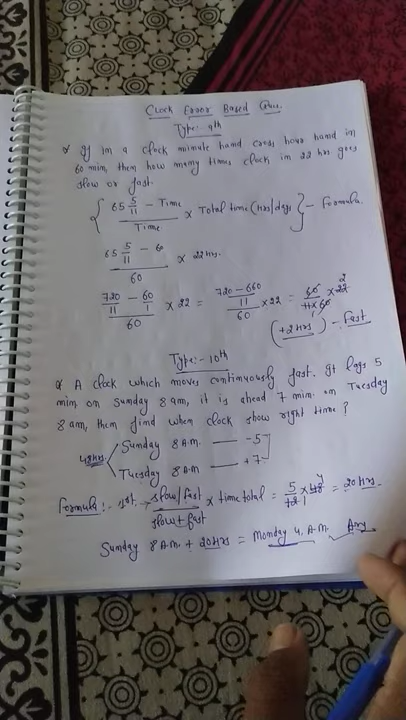 Clock Error Based Ques.
Type:- 9th
If in a clock minute hand cross hour hand in
60 min, then how many times clock in 22 hrs goes
slow or fast.
{ 65 5/11 - Time / Time × Total time (hrs/day) } - Formula.
65 5/11 - 60 / 60 × 22 hrs.
720/11 - 60/1 / 60 × 22 = 720-660/11 / 60 × 22 = 60/11×60 × 22 2
(+2 hrs) - Fast
Type:- 10th
Q A clock which moves continuously fast. It lags 5
min on Sunday 8 am, it is ahead 7 min. on Tuesday
8 am, then find when clock show right time ?
48 hrs < Sunday 8 A.M. — -5
Tuesday 8 A.M — +7
Formula:- 1st. → slow/fast / slow+fast × time total = 5/12 1 × 48 4 = 20 Hrs.
Sunday 8 A.M. + 20 Hrs = Monday 4. A.M. Ans